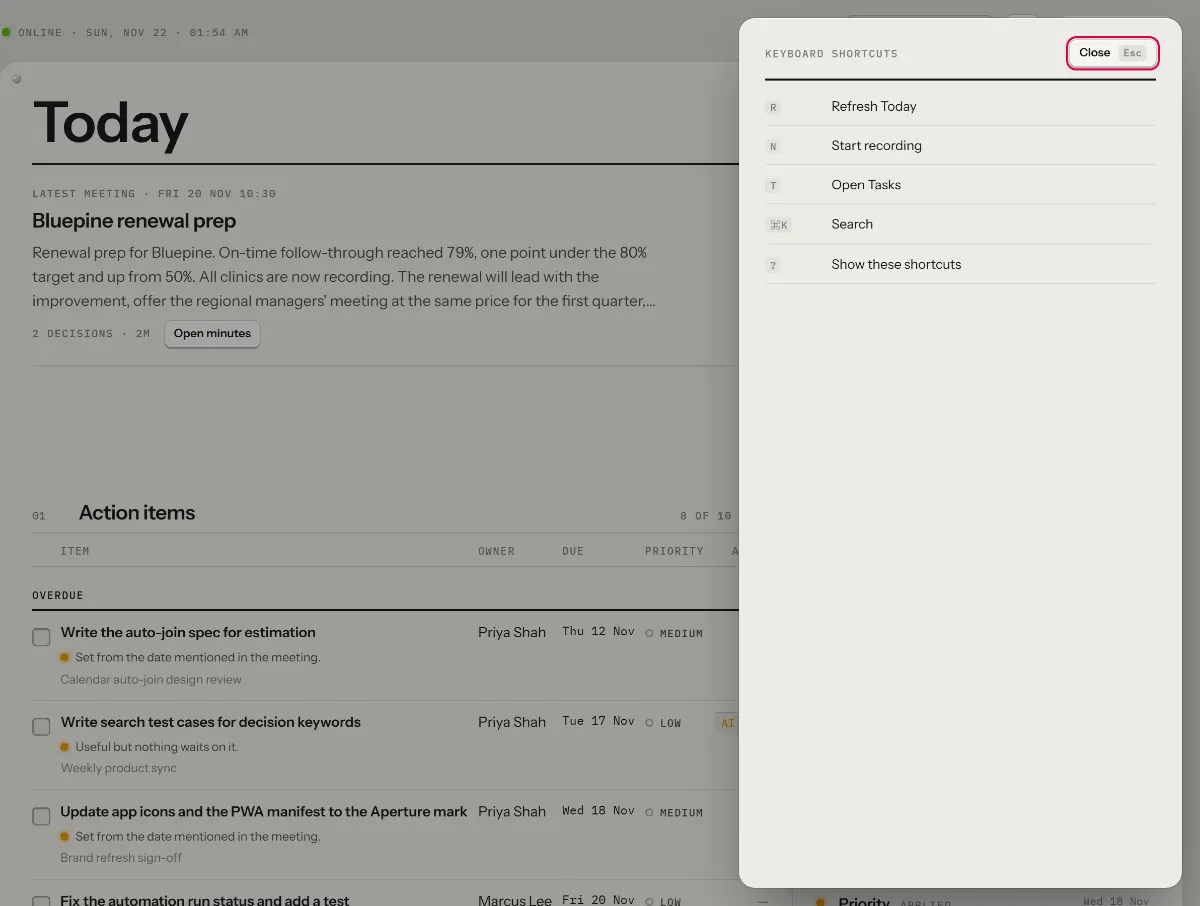 ONLINE · SUN, NOV 22 · 01:54 AM
Today
LATEST MEETING · FRI 20 NOV 10:30
Bluepine renewal prep
Renewal prep for Bluepine. On-time follow-through reached 79%, one point under the 80%
target and up from 50%. All clinics are now recording. The renewal will lead with the
improvement, offer the regional managers' meeting at the same price for the first quarter,...
2 DECISIONS · 2M Open minutes
01 Action items 8 OF 10
ITEM OWNER DUE PRIORITY
OVERDUE
Write the auto-join spec for estimation Priya Shah Thu 12 Nov MEDIUM
Set from the date mentioned in the meeting.
Calendar auto-join design review
Write search test cases for decision keywords Priya Shah Tue 17 Nov LOW AI
Useful but nothing waits on it.
Weekly product sync
Update app icons and the PWA manifest to the Aperture mark Priya Shah Wed 18 Nov MEDIUM
Set from the date mentioned in the meeting.
Brand refresh sign-off
Fix the automation run status and add a test Marcus Lee Fri 20 Nov LOW —
Priority APPLIED Wed 18 Nov
KEYBOARD SHORTCUTS Close Esc
R Refresh Today
N Start recording
T Open Tasks
⌘K Search
? Show these shortcuts